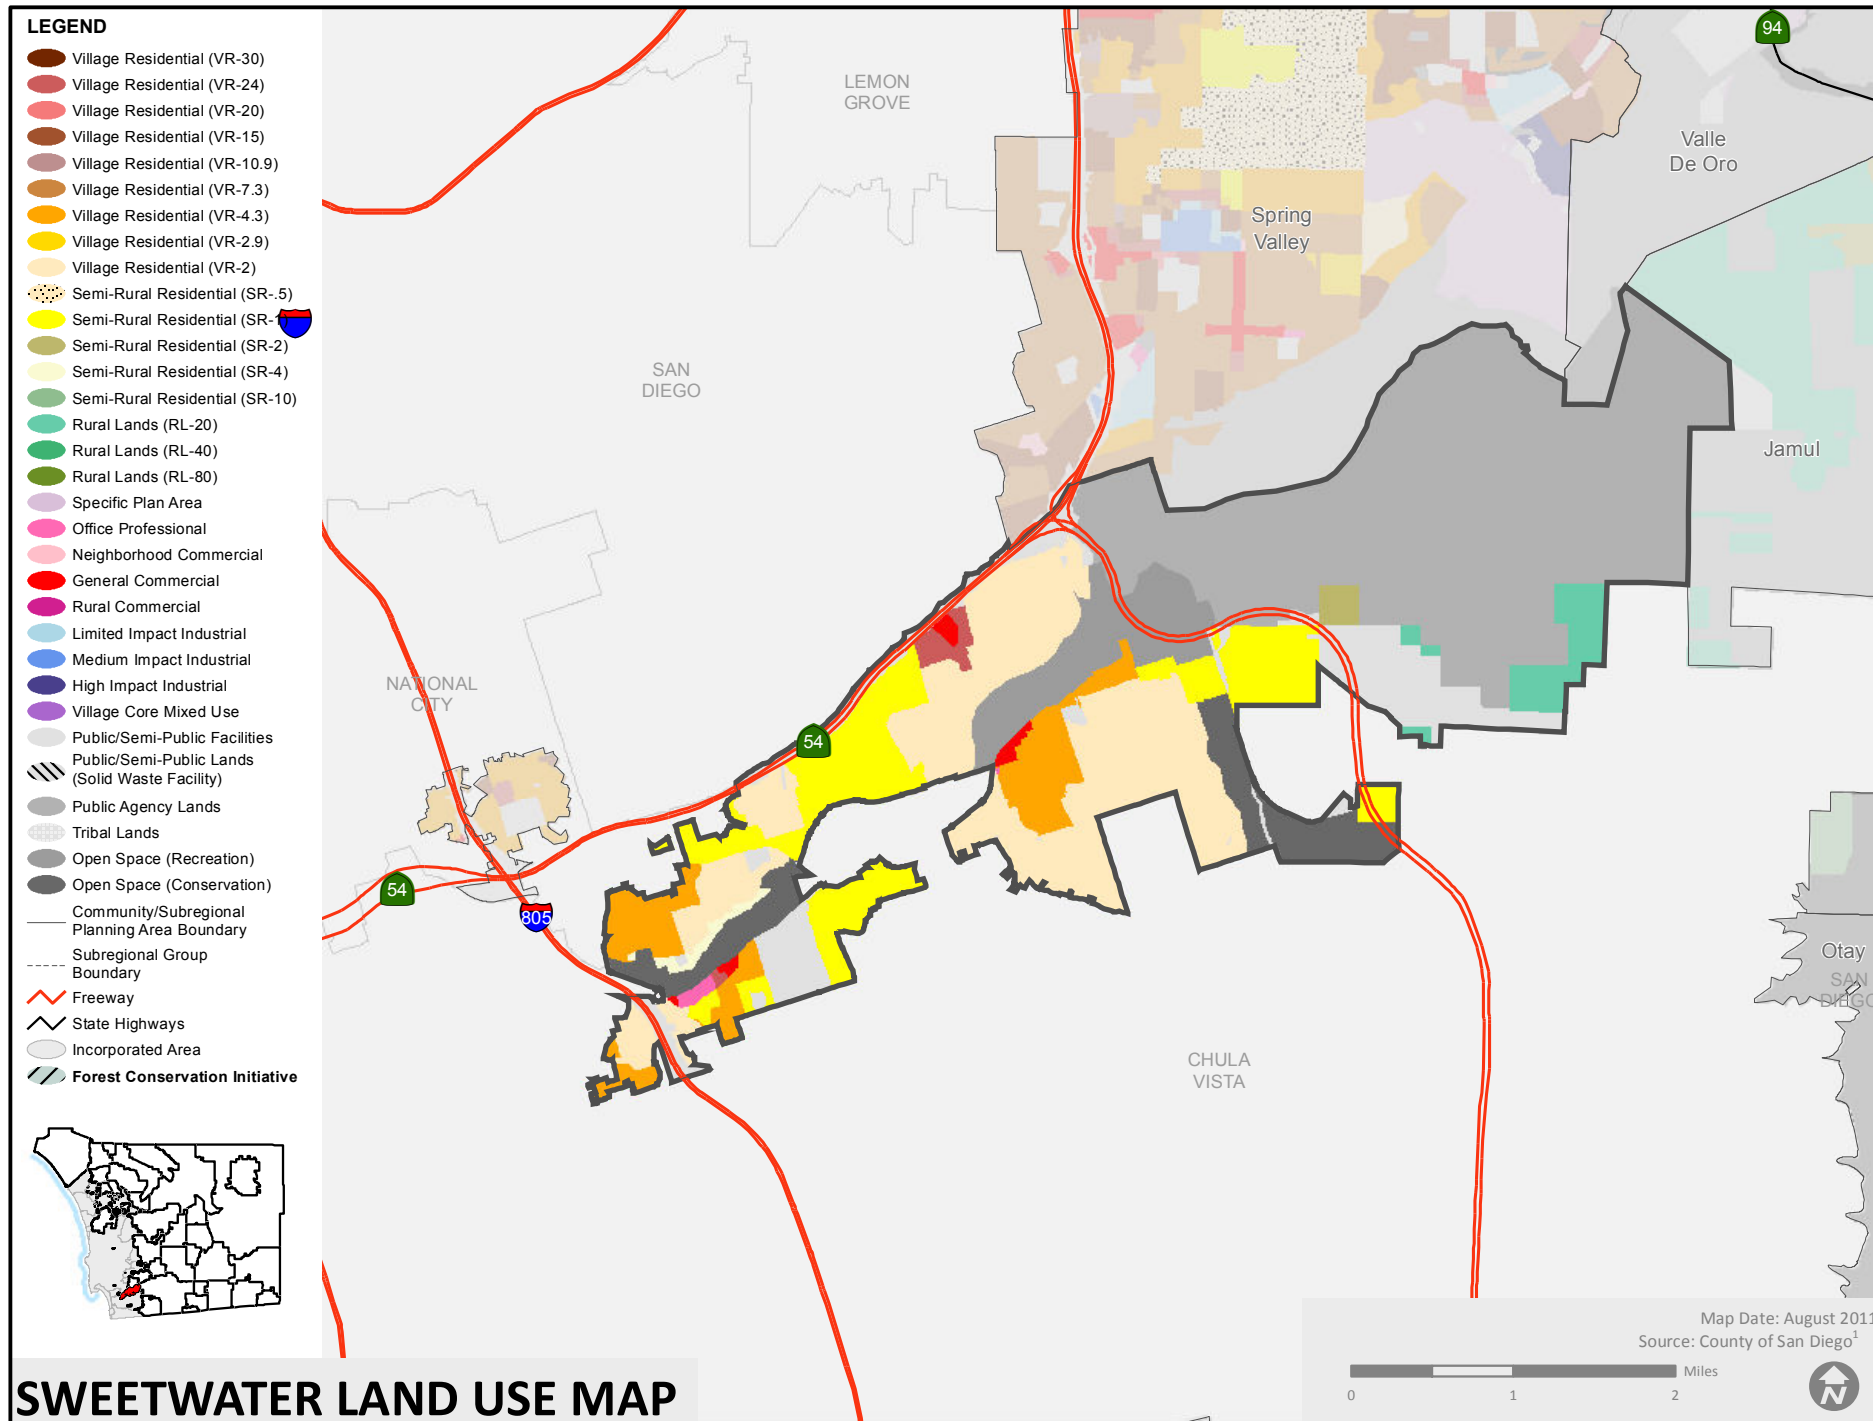 LEGEND
Village Residential (VR-30)
Village Residential (VR-24)
Village Residential (VR-20)
Village Residential (VR-15)
Village Residential (VR-10.9)
Village Residential (VR-7.3)
Village Residential (VR-4.3)
Village Residential (VR-2.9)
Village Residential (VR-2)
Semi-Rural Residential (SR-.5)
Semi-Rural Residential (SR-1)
Semi-Rural Residential (SR-2)
Semi-Rural Residential (SR-4)
Semi-Rural Residential (SR-10)
Rural Lands (RL-20)
Rural Lands (RL-40)
Rural Lands (RL-80)
Specific Plan Area
Office Professional
Neighborhood Commercial
General Commercial
Rural Commercial
Limited Impact Industrial
Medium Impact Industrial
High Impact Industrial
Village Core Mixed Use
Public/Semi-Public Facilities
Public/Semi-Public Lands
(Solid Waste Facility)
Public Agency Lands
Tribal Lands
Open Space (Recreation)
Open Space (Conservation)
Community/Subregional
Planning Area Boundary
Subregional Group
Boundary
Freeway
State Highways
Incorporated Area
Forest Conservation Initiative
94
LEMON
GROVE
Valle
De Oro
Spring
Valley
SAN
DIEGO
Jamul
NATIONAL
CITY
54
54
805
Otay
SAN
DIEGO
CHULA
VISTA
Map Date: August 2011
Source: County of San Diego1
Miles
0 1 2
N
SWEETWATER LAND USE MAP